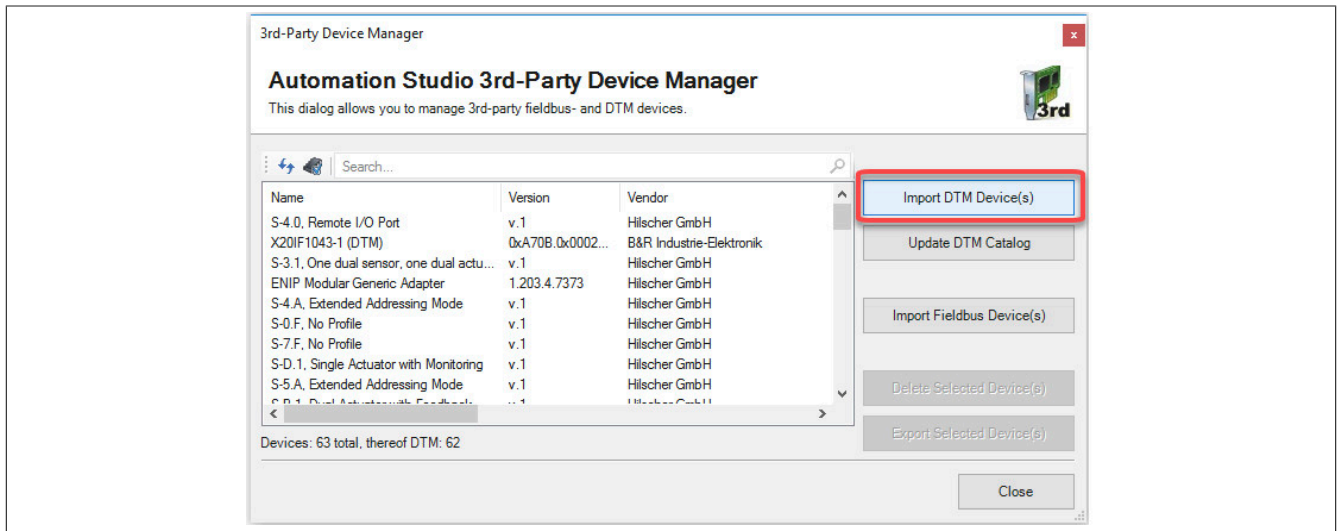 3rd-Party Device Manager
x
Automation Studio 3rd-Party Device Manager
This dialog allows you to manage 3rd-party fieldbus- and DTM devices.
3rd
Search...
Name Version Vendor
S-4.0, Remote I/O Port v.1 Hilscher GmbH
X20IF1043-1 (DTM) 0xA70B.0x0002... B&R Industrie-Elektronik
S-3.1, One dual sensor, one dual actu... v.1 Hilscher GmbH
ENIP Modular Generic Adapter 1.203.4.7373 Hilscher GmbH
S-4.A, Extended Addressing Mode v.1 Hilscher GmbH
S-0.F, No Profile v.1 Hilscher GmbH
S-7.F, No Profile v.1 Hilscher GmbH
S-D.1, Single Actuator with Monitoring v.1 Hilscher GmbH
S-5.A, Extended Addressing Mode v.1 Hilscher GmbH
Import DTM Device(s)
Update DTM Catalog
Import Fieldbus Device(s)
Delete Selected Device(s)
Export Selected Device(s)
Devices: 63 total, thereof DTM: 62
Close